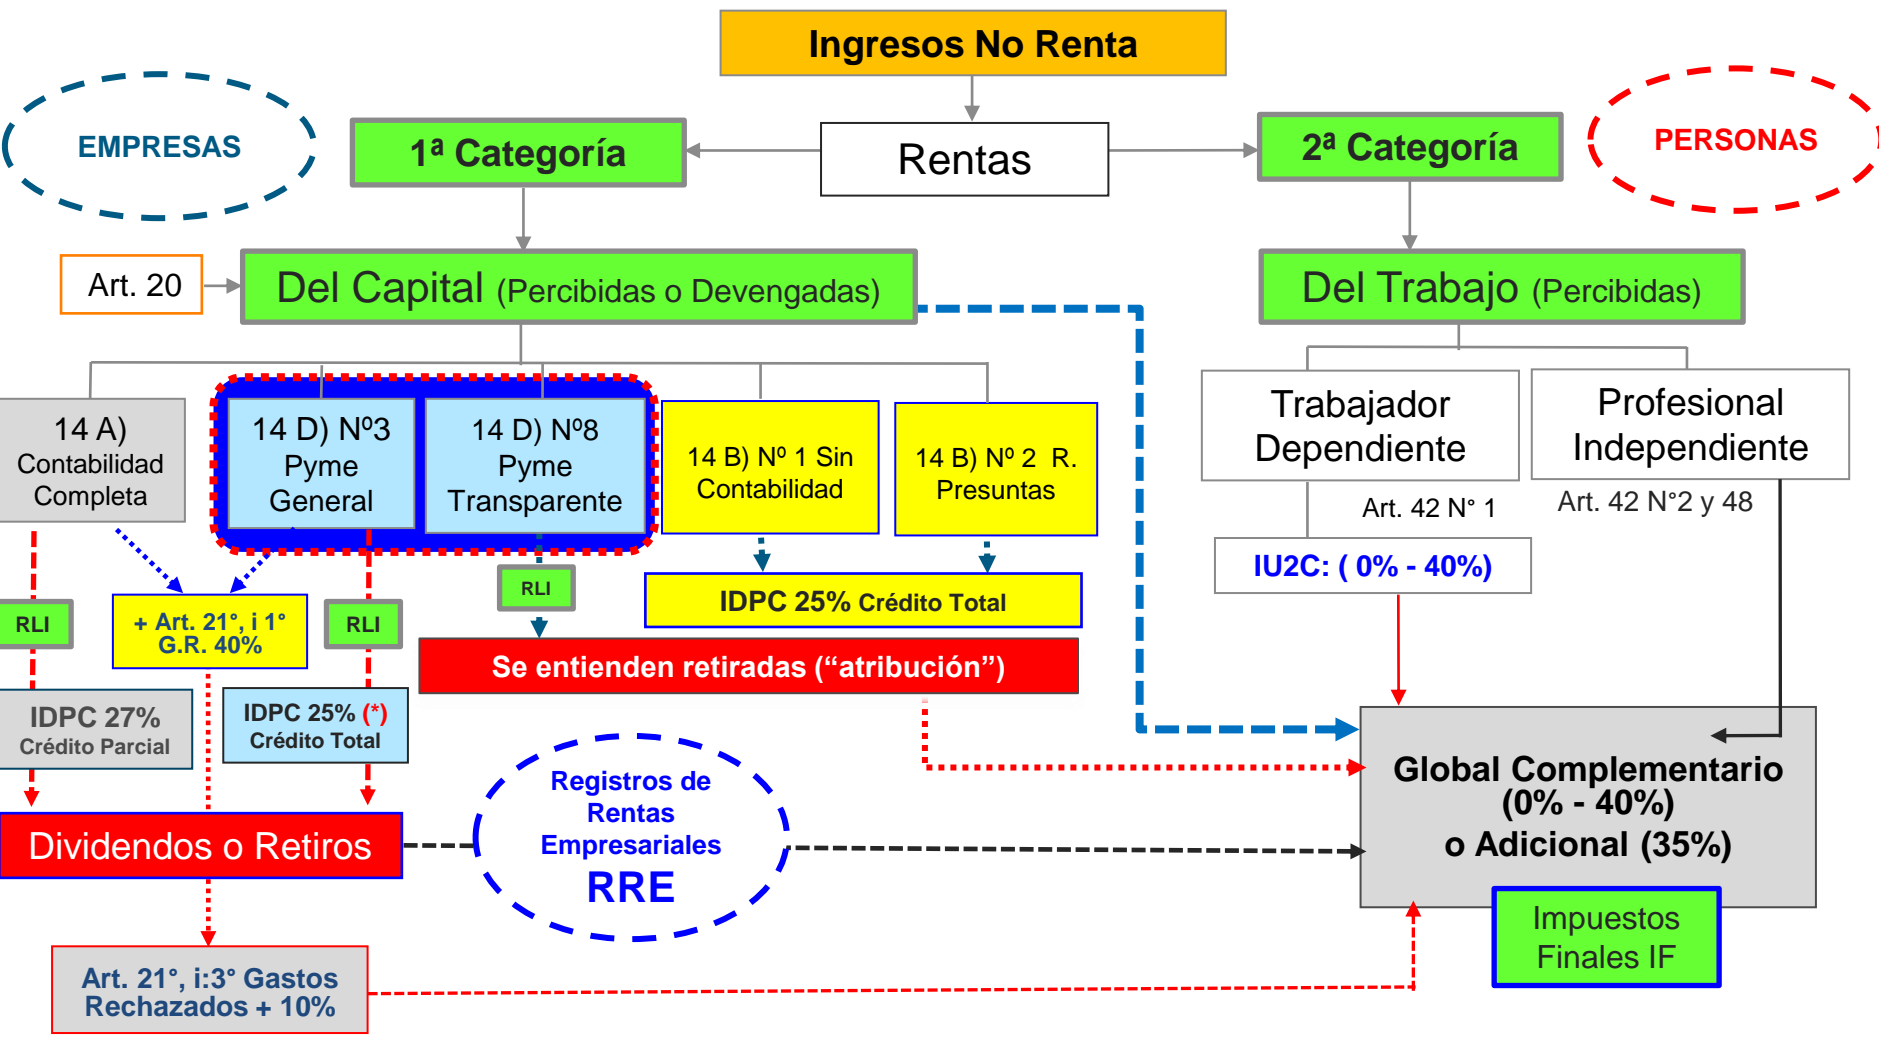 Ingresos No Renta
EMPRESAS
1ª Categoría
Rentas
2ª Categoría
PERSONAS
Art. 20
Del Capital (Percibidas o Devengadas)
Del Trabajo (Percibidas)
14 A)
Contabilidad
Completa
14 D) Nº3
Pyme
General
14 D) Nº8
Pyme
Transparente
14 B) Nº 1 Sin
Contabilidad
14 B) Nº 2 R.
Presuntas
Trabajador
Dependiente
Profesional
Independiente
Art. 42 N° 1
Art. 42 N°2 y 48
IU2C: ( 0% - 40%)
RLI
+ Art. 21°, i 1°
G.R. 40%
RLI
RLI
IDPC 25% Crédito Total
Se entienden retiradas (“atribución”)
IDPC 27%
Crédito Parcial
IDPC 25% (*)
Crédito Total
Registros de
Rentas
Empresariales
RRE
Global Complementario
(0% - 40%)
o Adicional (35%)
Dividendos o Retiros
Impuestos
Finales IF
Art. 21°, i:3° Gastos
Rechazados + 10%